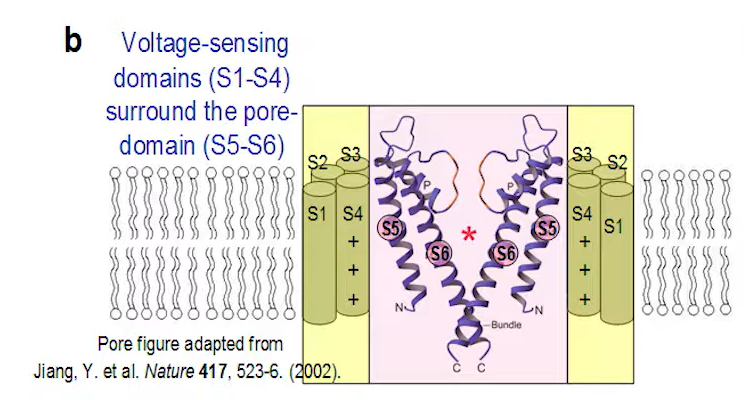 b
Voltage-sensing
domains (S1-S4)
surround the pore-
domain (S5-S6)
S2 S3 S3 S2
P P
S1 S4 S4 S1
S5 S5
* 
S6 S6
+ +
+ +
+ +
N N
Bundle
C C
Pore figure adapted from
Jiang, Y. et al. Nature 417, 523-6. (2002).